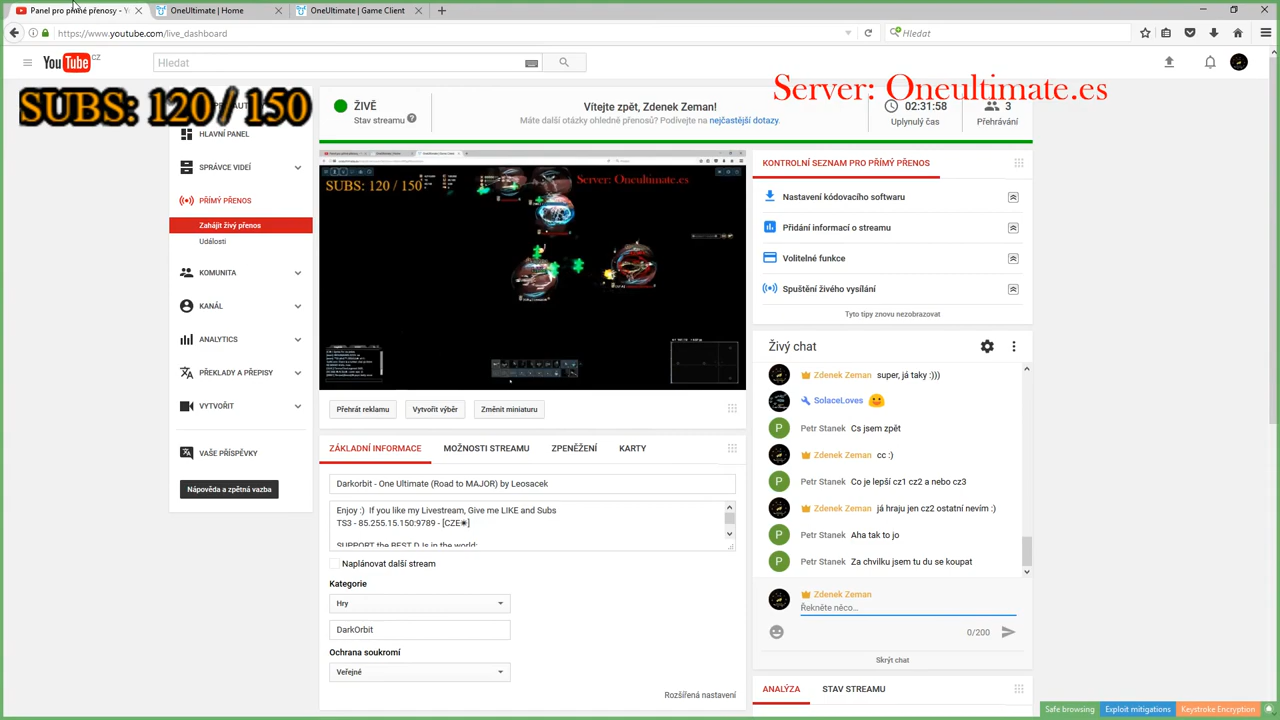 Panel pro přímé přenosy - Y
OneUltimate | Home
OneUltimate | Game Client
https://www.youtube.com/live_dashboard
Hledat
YouTube CZ
Hledat
SUBS: 120 / 150
Server: Oneultimate.es
HLAVNÍ PANEL
SPRÁVCE VIDEÍ
PŘÍMÝ PŘENOS
Zahájit živý přenos
Události
KOMUNITA
KANÁL
ANALYTICS
PŘEKLADY A PŘEPISY
VYTVOŘIT
VAŠE PŘÍSPĚVKY
Nápověda a zpětná vazba
ŽIVĚ
Stav streamu
Vítejte zpět, Zdenek Zeman!
Máte další otázky ohledně přenosů? Podívejte na nejčastější dotazy.
02:31:58
Uplynulý čas
3
Přehrávání
SUBS: 120 / 150
Server: Oneultimate.es
Přehrát reklamu
Vytvořit výběr
Změnit miniaturu
ZÁKLADNÍ INFORMACE
MOŽNOSTI STREAMU
ZPENĚŽENÍ
KARTY
Darkorbit - One Ultimate (Road to MAJOR) by Leosacek
Enjoy :) If you like my Livestream, Give me LIKE and Subs
TS3 - 85.255.15.150:9789 - [CZE✷]
SUPPORT the BEST DJs in the world:
Naplánovat další stream
Kategorie
Hry
DarkOrbit
Ochrana soukromí
Veřejné
Rozšířená nastavení
KONTROLNÍ SEZNAM PRO PŘÍMÝ PŘENOS
Nastavení kódovacího softwaru
Přidání informací o streamu
Volitelné funkce
Spuštění živého vysílání
Tyto tipy znovu nezobrazovat
Živý chat
Zdenek Zeman super, já taky :)))
SolaceLoves
P Petr Stanek Cs jsem zpět
Zdenek Zeman cc :)
P Petr Stanek Co je lepší cz1 cz2 a nebo cz3
Zdenek Zeman já hraju jen cz2 ostatní nevím :)
P Petr Stanek Aha tak to jo
P Petr Stanek Za chvilku jsem tu du se koupat
Zdenek Zeman
Řekněte něco...
0/200
Skrýt chat
ANALÝZA
STAV STREAMU
Safe browsing
Exploit mitigations
Keystroke Encryption